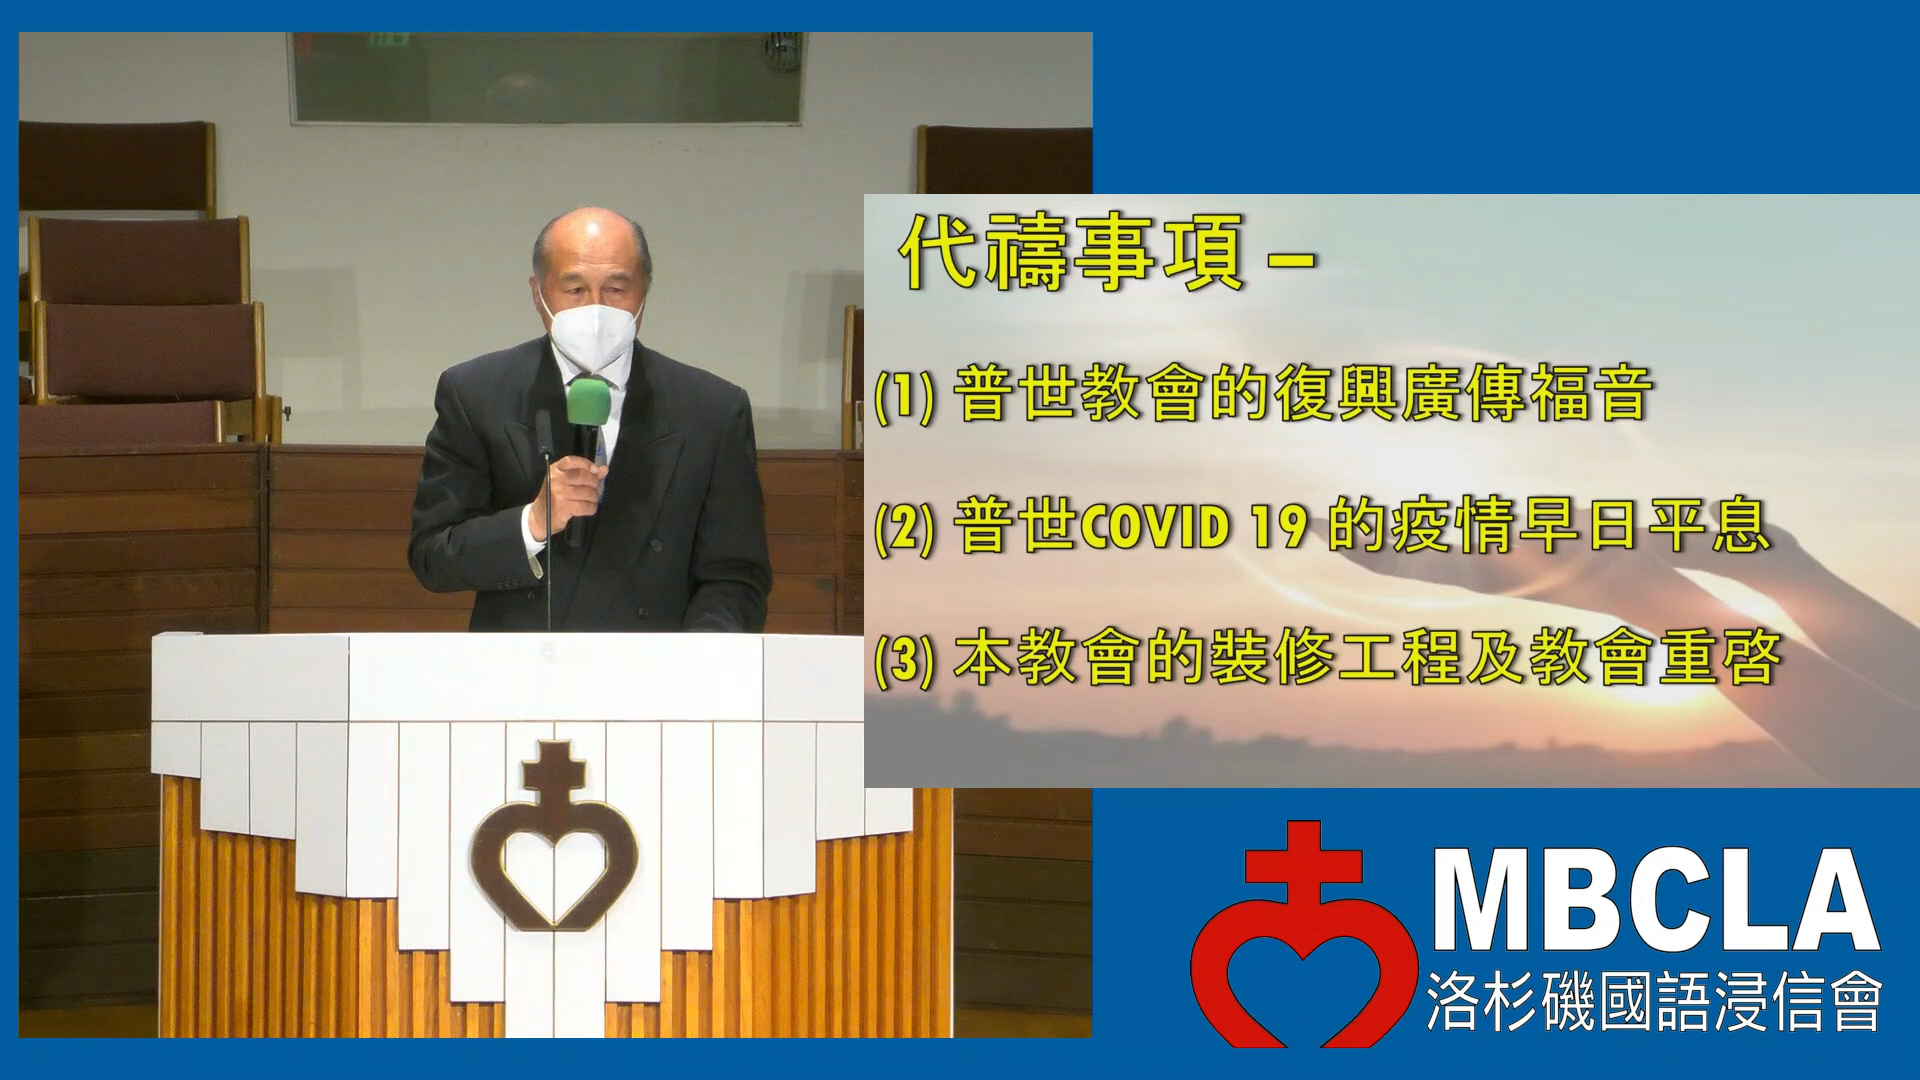 代禱事項 –
(1) 普世教會的復興廣傳福音
(2) 普世COVID 19 的疫情早日平息
(3) 本教會的裝修工程及教會重啓
MBCLA
洛杉磯國語浸信會